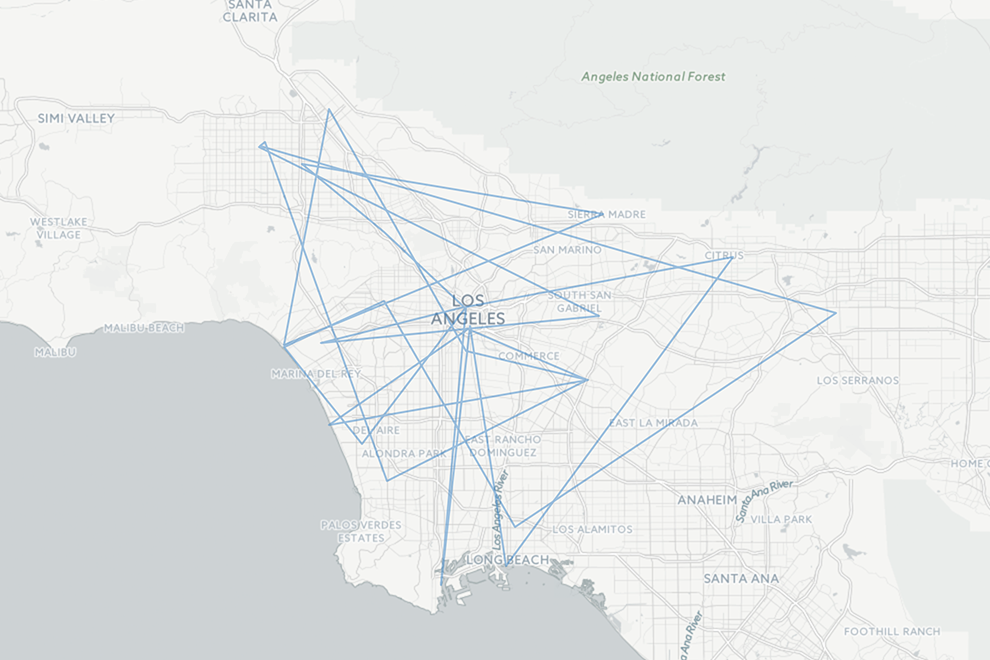 SANTA
CLARITA
Angeles National Forest
SIMI VALLEY
SIERRA MADRE
WESTLAKE
VILLAGE
SAN MARINO
CITRUS
SOUTH SAN
GABRIEL
LOS
ANGELES
MALIBU BEACH
MALIBU
COMMERCE
MARINA DEL REY
LOS SERRANOS
EAST LA MIRADA
DEL AIRE
ALONDRA PARK
EAST RANCHO
DOMINGUEZ
HOME G
Los Angeles River
Santa Ana River
ANAHEIM
VILLA PARK
PALOS VERDES
ESTATES
LOS ALAMITOS
LONG BEACH
SANTA ANA
a Ana River
FOOTHILL RANCH